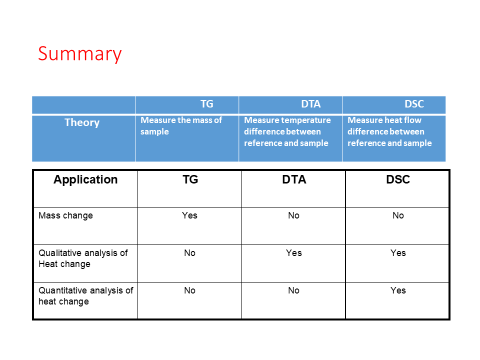 Summary
TG DTA DSC
Theory Measure the mass of sample Measure temperature difference between reference and sample Measure heat flow difference between reference and sample
Application TG DTA DSC
Mass change Yes No No
Qualitative analysis of Heat change No Yes Yes
Quantitative analysis of heat change No No Yes